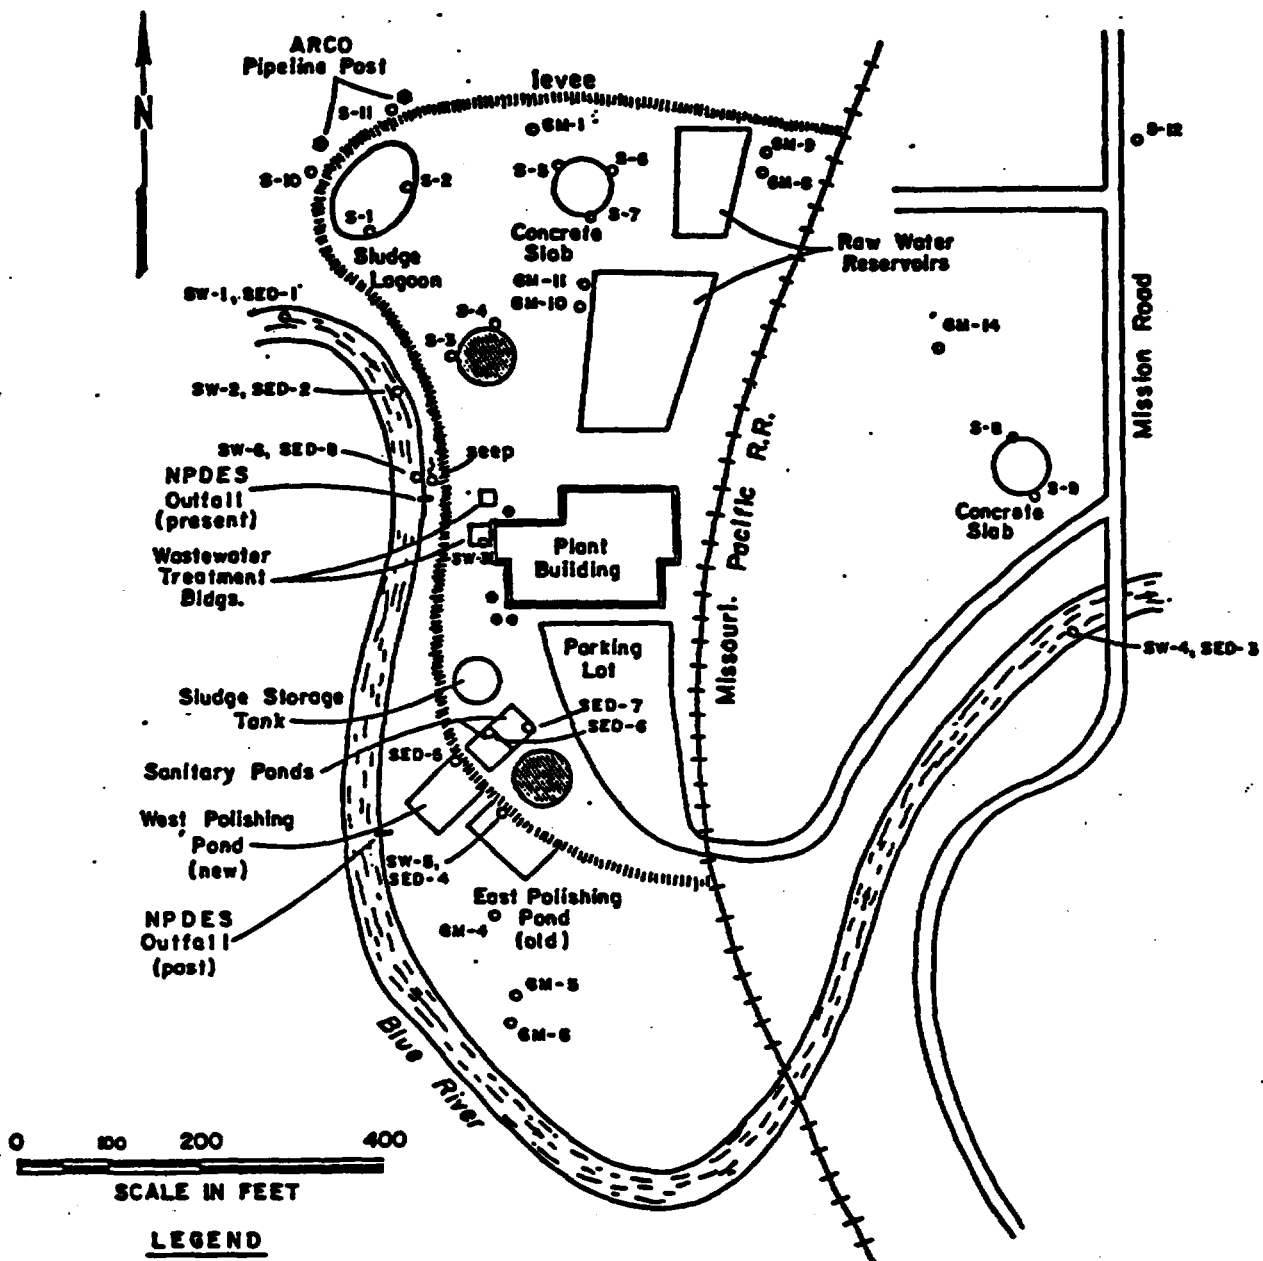 ARCO
Pipeline Post
levee
S-11
GM-1
GM-9
GM-8
S-12
S-10
S-2
S-5
S-6
S-7
S-1
Concrete
Slab
Sludge
Lagoon
Raw Water
Reservoirs
N
SW-1, SED-1
GM-11
GM-10
S-4
S-3
GM-14
Mission Road
SW-2, SED-2
SW-6, SED-8
seep
NPDES
Outfall
(present)
S-8
S-9
Concrete
Slab
Wastewater
Treatment
Bldgs.
Plant
Building
Missouri Pacific R.R.
Parking
Lot
SW-4, SED-3
Sludge Storage
Tank
SED-7
SED-6
SED-5
Sanitary Ponds
West Polishing
Pond
(new)
SW-5,
SED-4
East Polishing
Pond
(old)
NPDES
Outfall
(past)
GM-4
GM-5
GM-6
Blue River
0 100 200 400
SCALE IN FEET
LEGEND